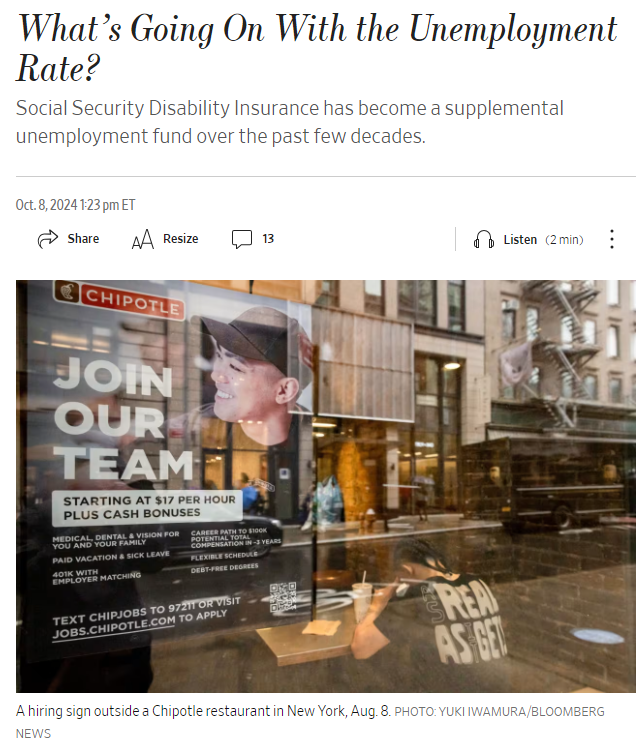 What's Going On With the Unemployment
Rate?
Social Security Disability Insurance has become a supplemental
unemployment fund over the past few decades.
Oct. 8, 2024 1:23 pm ET
Share
AA Resize
13
Listen (2 min)
CHIPOTLE
JOIN
OUR
TEAM
STARTING AT $17 PER HOUR
PLUS CASH BONUSES
MEDICAL, DENTAL & VISION FOR
YOU AND YOUR FAMILY
PAID VACATION & SICK LEAVE
401K WITH
EMPLOYER MATCHING
CAREER PATH TO $100K
POTENTIAL TOTAL
COMPENSATION IN ~3 YEARS
FLEXIBLE SCHEDULE
DEBT-FREE DEGREES
TEXT CHIPJOBS TO 97211 OR VISIT
JOBS.CHIPOTLE.COM TO APPLY
REAL
AS GET
A hiring sign outside a Chipotle restaurant in New York, Aug. 8. PHOTO: YUKI IWAMURA/BLOOMBERG
NEWS